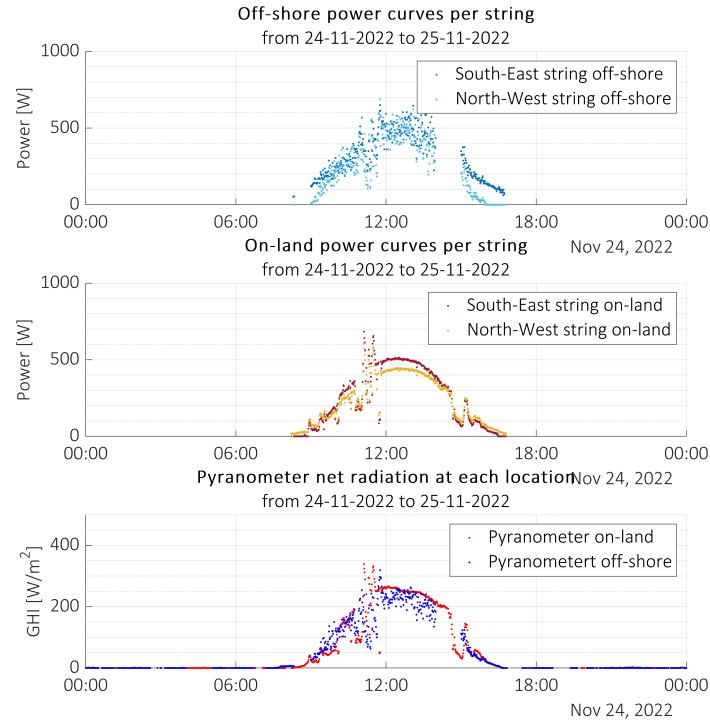 Off-shore power curves per string
from 24-11-2022 to 25-11-2022
1000
South-East string off-shore
North-West string off-shore
Power [W]
500
0
00:00 06:00 12:00 18:00 00:00
Nov 24, 2022
On-land power curves per string
from 24-11-2022 to 25-11-2022
1000
South-East string on-land
North-West string on-land
Power [W]
500
0
00:00 06:00 12:00 18:00 00:00
Nov 24, 2022
Pyranometer net radiation at each location
from 24-11-2022 to 25-11-2022
Pyranometer on-land
400
Pyranometert off-shore
GHI [W/m²]
200
0
00:00 06:00 12:00 18:00 00:00
Nov 24, 2022